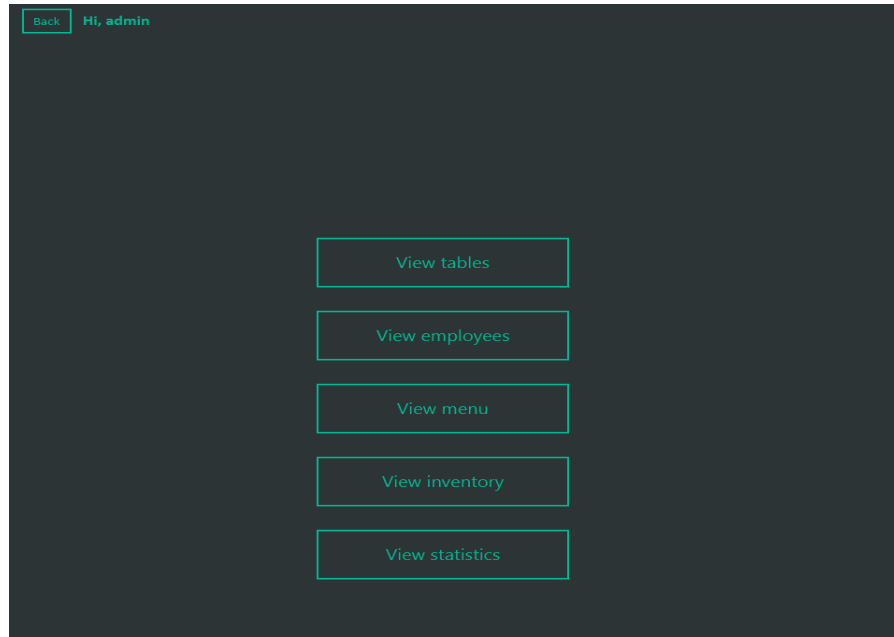 Back Hi, admin
View tables
View employees
View menu
View inventory
View statistics